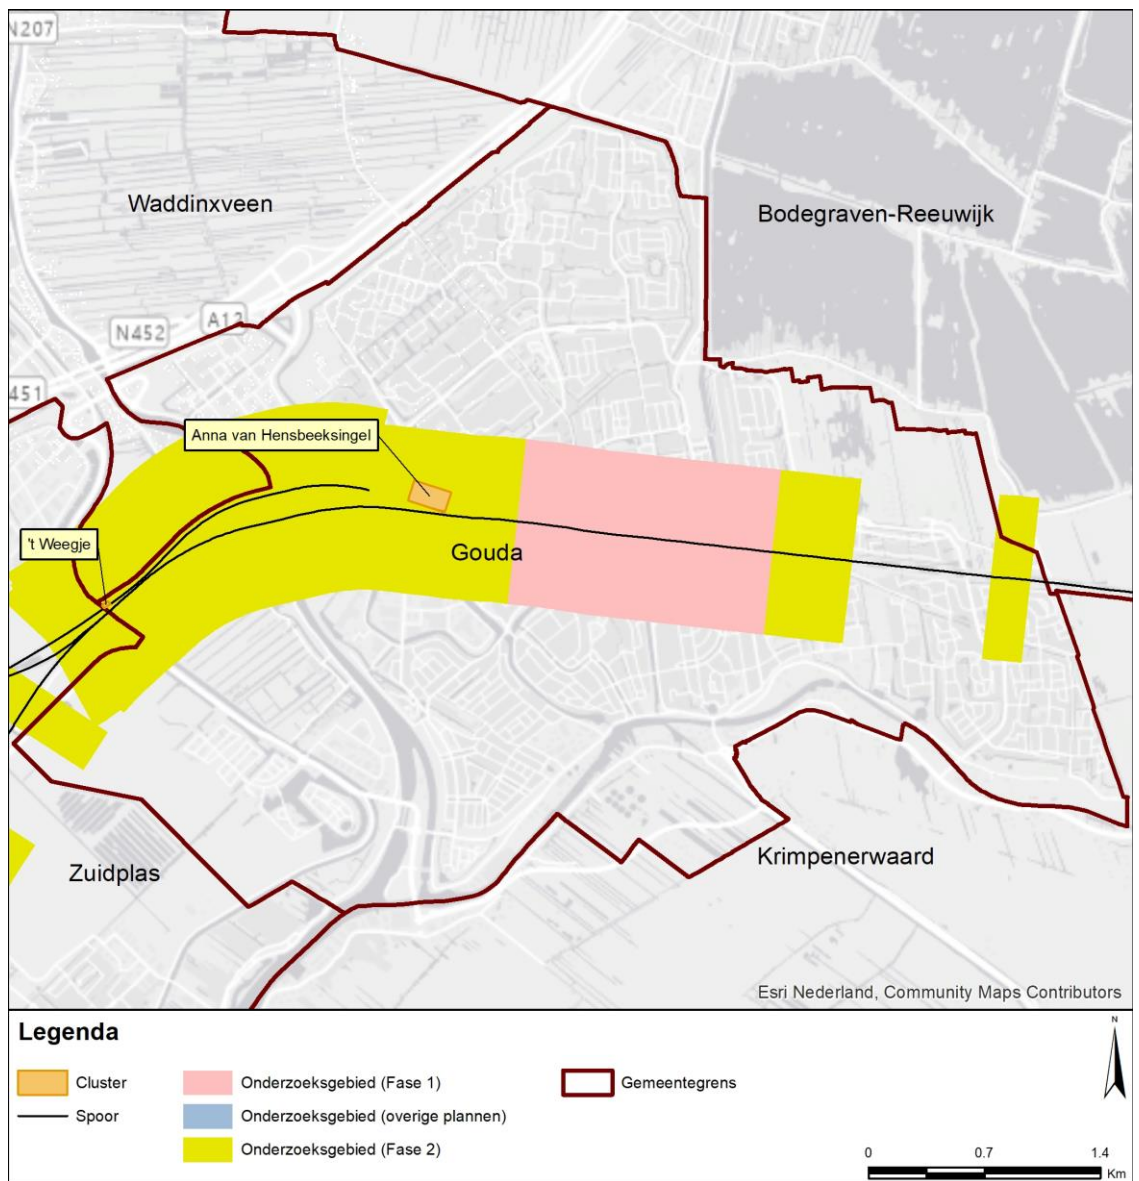 N207
Waddinxveen
Bodegraven-Reeuwijk
A12
N452
451
Anna van Hensbeeksingel
't Weegje
Gouda
Zuidplas
Krimpenerwaard
Esri Nederland, Community Maps Contributors
Legenda
N
Cluster
Onderzoeksgebied (Fase 1)
Gemeentegrens
Spoor
Onderzoeksgebied (overige plannen)
Onderzoeksgebied (Fase 2)
0 0.7 1.4
Km